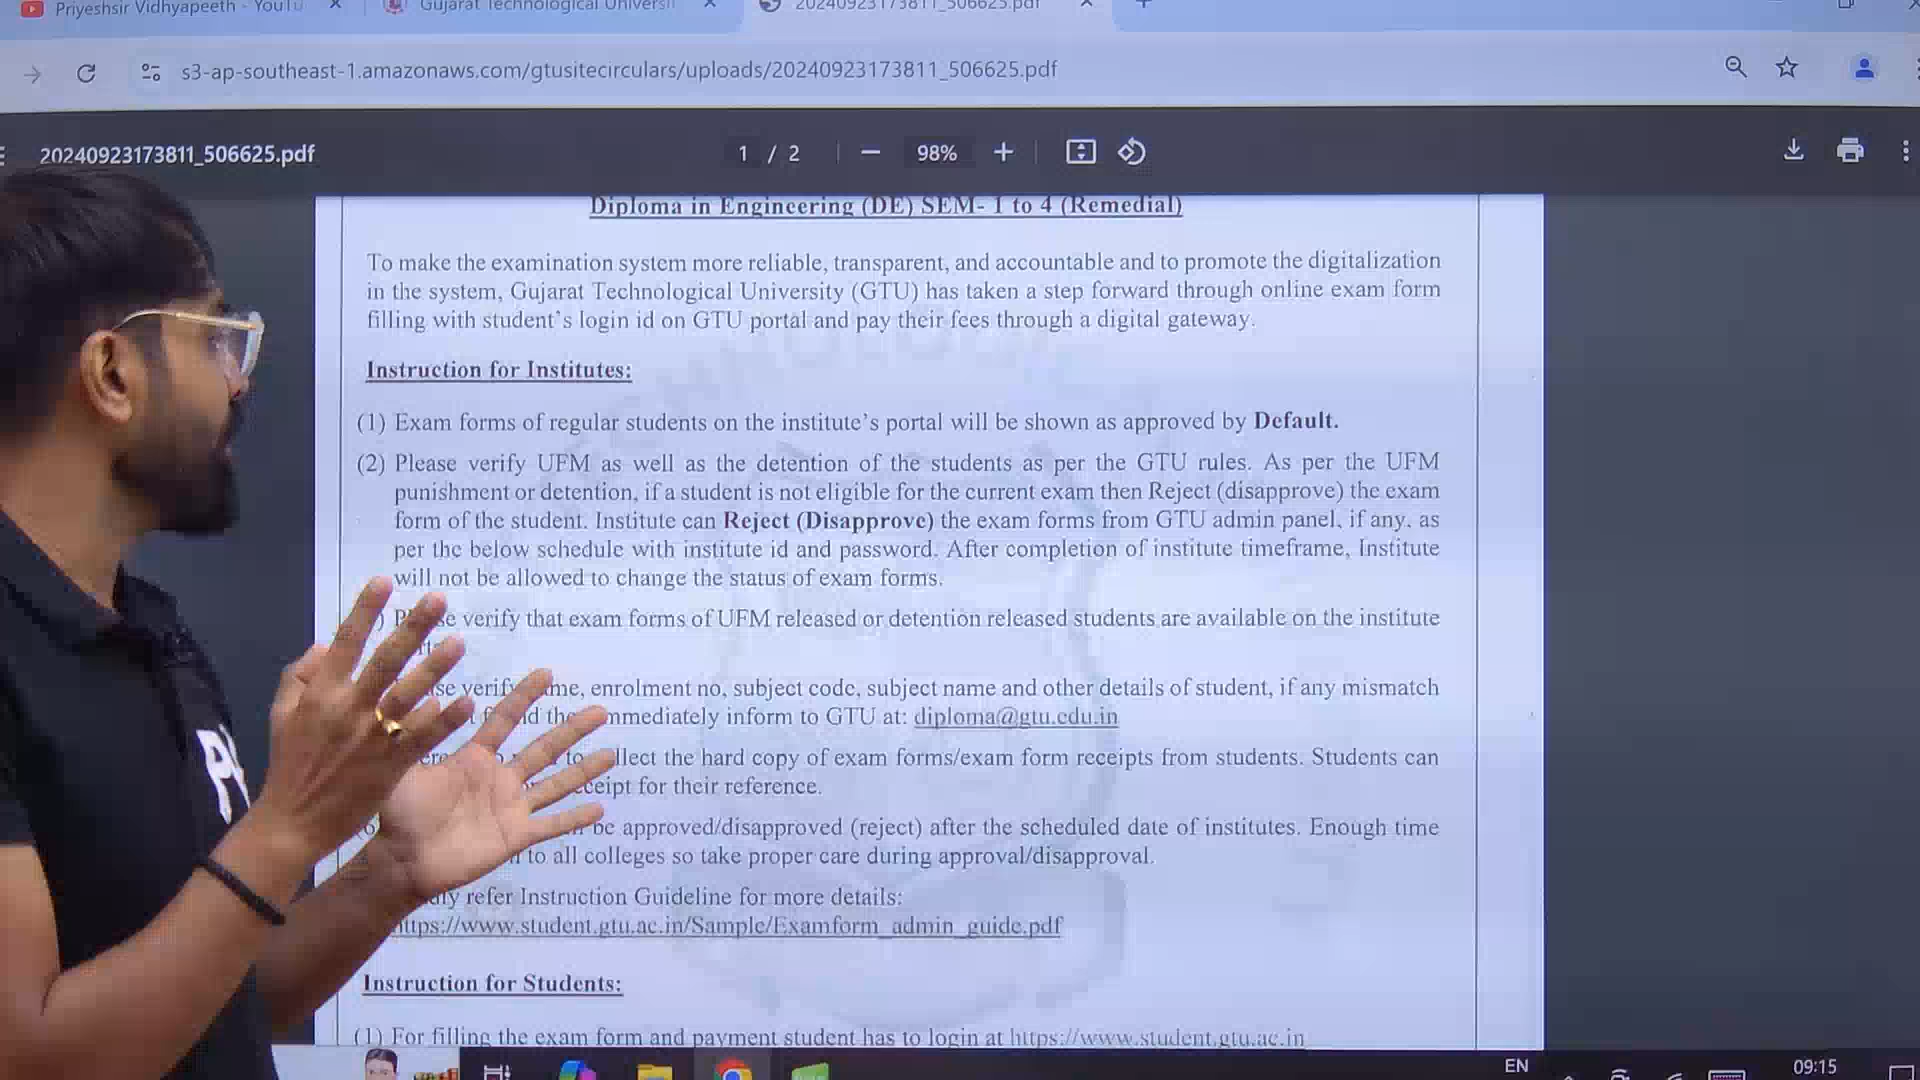 Priyeshsir Vidhyapeeth - YouTu
Gujarat Technological Universit
20240923173811_506625.pdf
s3-ap-southeast-1.amazonaws.com/gtusitecirculars/uploads/20240923173811_506625.pdf
20240923173811_506625.pdf
1 / 2
98%
Diploma in Engineering (DE) SEM- 1 to 4 (Remedial)
To make the examination system more reliable, transparent, and accountable and to promote the digitalization
in the system, Gujarat Technological University (GTU) has taken a step forward through online exam form
filling with student's login id on GTU portal and pay their fees through a digital gateway.
Instruction for Institutes:
(1) Exam forms of regular students on the institute's portal will be shown as approved by Default.
(2) Please verify UFM as well as the detention of the students as per the GTU rules. As per the UFM
punishment or detention, if a student is not eligible for the current exam then Reject (disapprove) the exam
form of the student. Institute can Reject (Disapprove) the exam forms from GTU admin panel, if any, as
per the below schedule with institute id and password. After completion of institute timeframe, Institute
will not be allowed to change the status of exam forms.
verify that exam forms of UFM released or detention released students are available on the institute
verify enrolment no, subject code, subject name and other details of student, if any mismatch
immediately inform to GTU at: diploma@gtu.edu.in
to collect the hard copy of exam forms/exam form receipts from students. Students can
receipt for their reference.
be approved/disapproved (reject) after the scheduled date of institutes. Enough time
to all colleges so take proper care during approval/disapproval.
refer Instruction Guideline for more details:
https://www.student.gtu.ac.in/Sample/Examform_admin_guide.pdf
Instruction for Students:
(1) For filling the exam form and payment student has to login at https://www.student.gtu.ac.in
EN
09:15